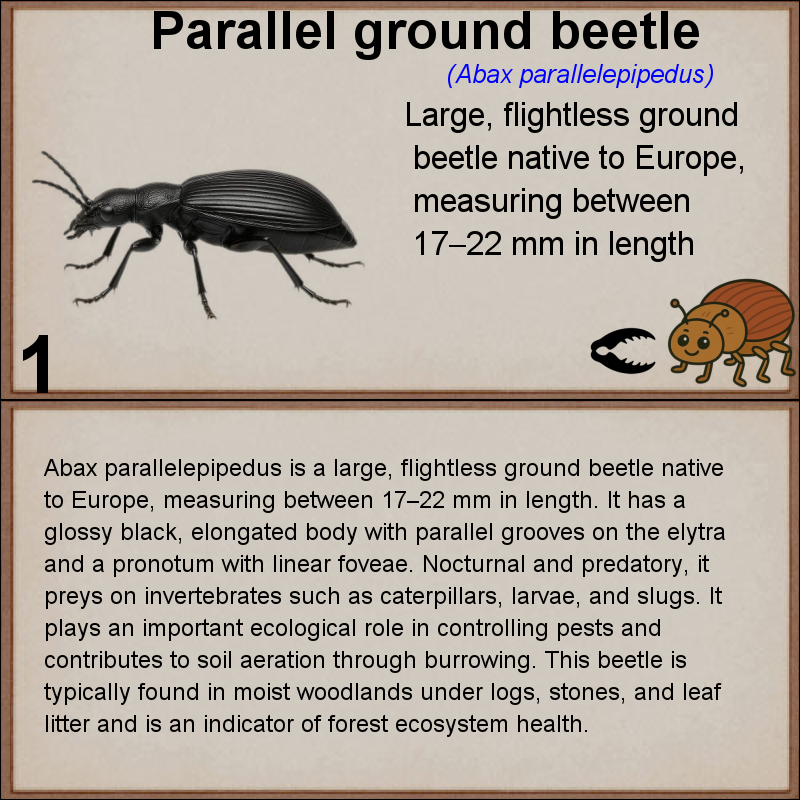 Parallel ground beetle
(Abax parallelepipedus)
Large, flightless ground
beetle native to Europe,
measuring between
17–22 mm in length
1
Abax parallelepipedus is a large, flightless ground beetle native
to Europe, measuring between 17–22 mm in length. It has a
glossy black, elongated body with parallel grooves on the elytra
and a pronotum with linear foveae. Nocturnal and predatory, it
preys on invertebrates such as caterpillars, larvae, and slugs. It
plays an important ecological role in controlling pests and
contributes to soil aeration through burrowing. This beetle is
typically found in moist woodlands under logs, stones, and leaf
litter and is an indicator of forest ecosystem health.